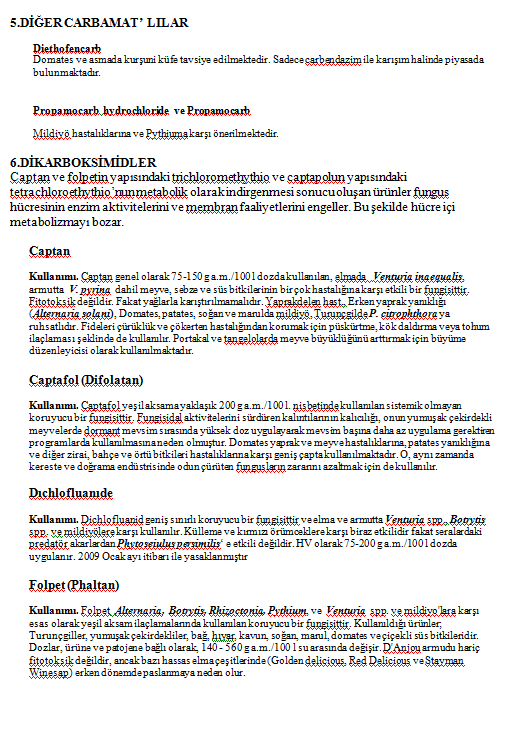 5.DİĞER CARBAMAT’ LILAR
Diethofencarb
Domates ve asmada kurşuni küfe tavsiye edilmektedir. Sadece carbendazim ile karışım halinde piyasada
bulunmaktadır.
Propamocarb hydrochloride ve Propamocarb
Mildiyö hastalıklarına ve Pythiuma karşı önerilmektedir.
6.DİKARBOKSİMİDLER
Captan ve folpetin yapısındaki trichloromethythio ve captapolun yapısındaki
tetrachloroethythio’nun metabolik olarak indirgenmesi sonucu oluşan ürünler fungus
hücresinin enzim aktivitelerini ve membran faaliyetlerini engeller. Bu şekilde hücre içi
metabolizmayı bozar.
Captan
Kullanımı. Captan genel olarak 75-150 g a.m./100 l dozda kullanılan, elmada Venturia inaequalis,
armutta V. pyrina dahil meyve, sebze ve süs bitkilerinin bir çok hastalığına karşı etkili bir fungisittir.
Fitotoksik değildir. Fakat yağlarla karıştırılmamalıdır. Yaprakdelen hast., Erken yaprak yanıklığı
(Alternaria solani), Domates, patates, soğan ve marulda mildiyö, Turunçgilde P. citrophthora ya
ruhsatlıdır. Fideleri çürüklük ve çökerten hastalığından korumak için püskürtme, kök daldırma veya tohum
ilaçlaması şeklinde de kullanılır. Portakal ve tangelolarda meyve büyüklüğünü arttırmak için büyüme
düzenleyicisi olarak kullanılmaktadır.
Captafol (Difolatan)
Kullanımı. Captafol yeşil aksama yaklaşık 200 g a.m./100 l. nisbetinde kullanılan sistemik olmayan
koruyucu bir fungisittir. Fungisidal aktivitelerini sürdüren kalıntılarının kalıcılığı, onun yumuşak çekirdekli
meyvelerde dormant mevsim sırasında yüksek doz uygulayarak mevsim başına daha az uygulama gerektiren
programlarda kullanılmasına neden olmuştur. Domates yaprak ve meyve hastalıklarına, patates yanıklığına
ve diğer zirai, bahçe ve örtü bitkileri hastalıklarına karşı geniş çapta kullanılmaktadır. O, aynı zamanda
kereste ve doğrama endüstrisinde odun çürüten fungusların zararını azaltmak için de kullanılır.
Dıchlofluanıde
Kullanımı. Dichlofluanid geniş sınırlı koruyucu bir fungisittir ve elma ve armutta Venturia spp., Botrytis
spp. ve mildiyölere karşı kullanılır. Külleme ve kırmızı örümceklere karşı biraz etkilidir fakat seralardaki
predatör akarlardan Phytoseiulus persimilis’ e etkili değildir. HV olarak 75-200 g a.m./100 l dozda
uygulanır. 2009 Ocak ayı itibarı ile yasaklanmıştır
Folpet (Phaltan)
Kullanımı. Folpet, Alternaria, Botrytis, Rhizoctonia, Pythium, ve Venturia spp. ve mildiyo'lara karşı
esas olarak yeşil aksam ilaçlamalarında kullanılan koruyucu bir fungisittir. Kullanıldığı ürünler;
Turunçgiller, yumuşak çekirdekliler, bağ, hıyar, kavun, soğan, marul, domates ve çiçekli süs bitkileridir.
Dozlar, ürüne ve patojene bağlı olarak, 140 - 560 g a.m./100 l su arasında değişir. D'Anjou armudu hariç
fitotoksik değildir, ancak bazı hassas elma çeşitlerinde (Golden delicious, Red Delicious ve Stayman
Winesap) erken dönemde paslanmaya neden olur.